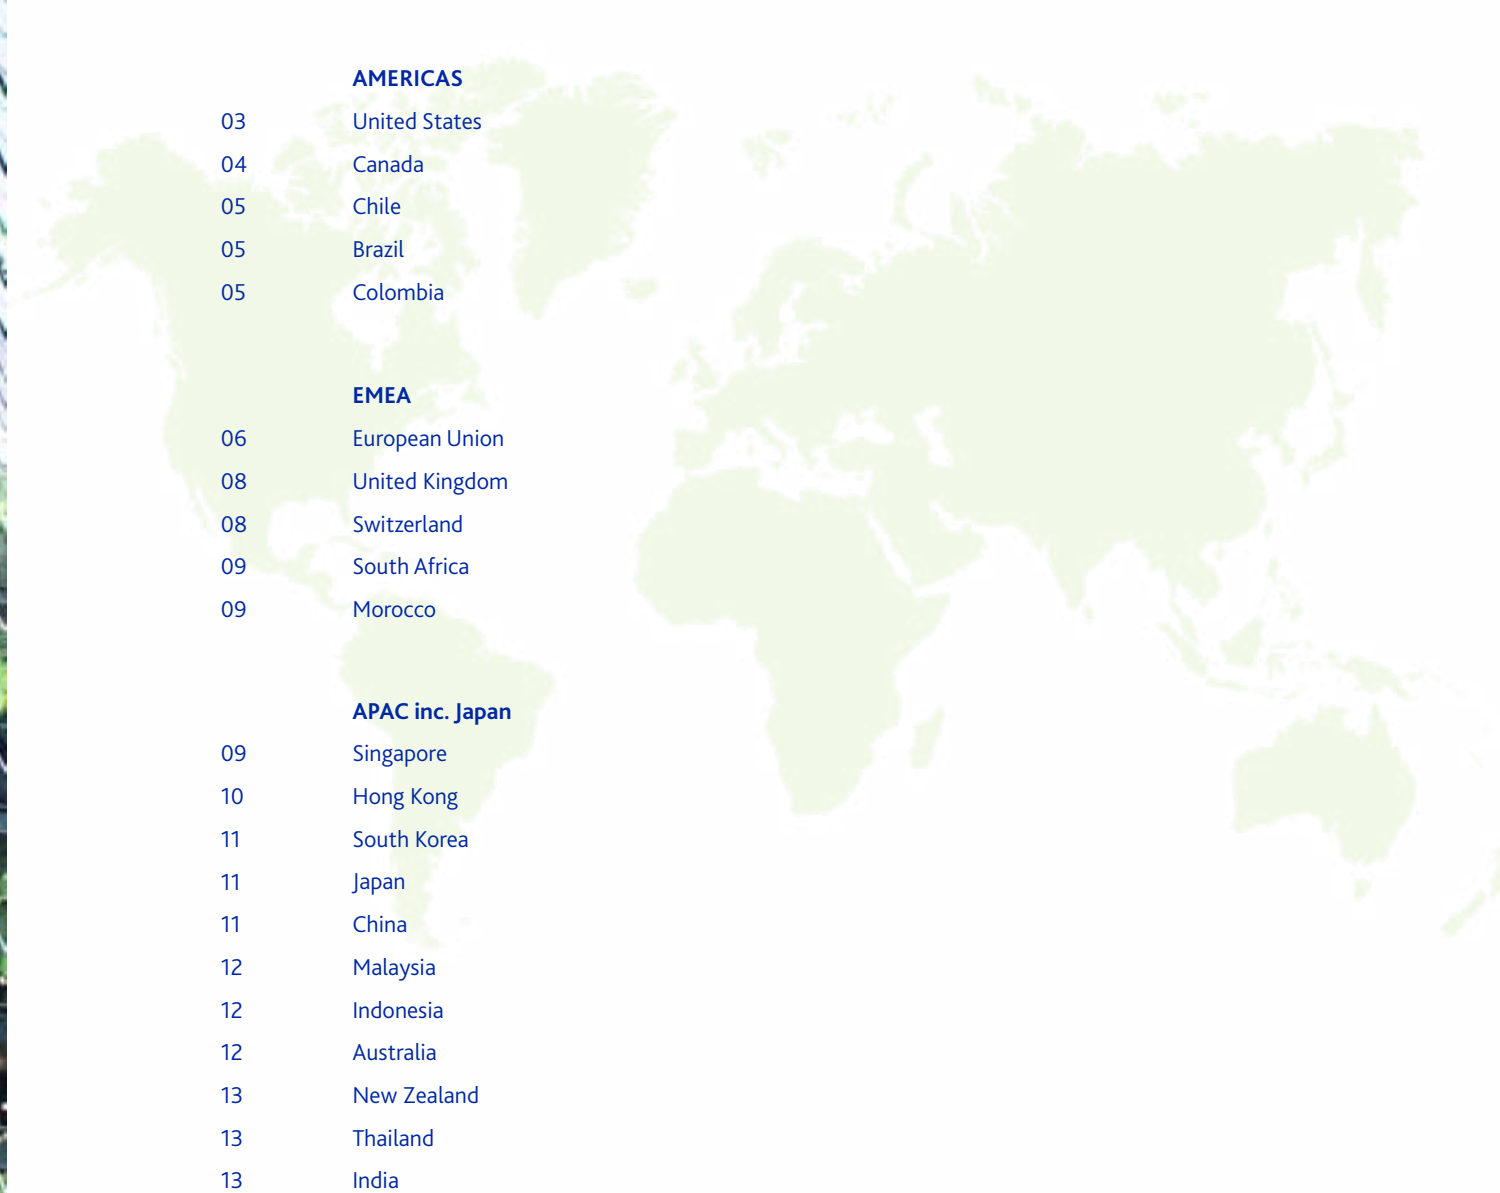 AMERICAS
03 United States
04 Canada
05 Chile
05 Brazil
05 Colombia
EMEA
06 European Union
08 United Kingdom
08 Switzerland
09 South Africa
09 Morocco
APAC inc. Japan
09 Singapore
10 Hong Kong
11 South Korea
11 Japan
11 China
12 Malaysia
12 Indonesia
12 Australia
13 New Zealand
13 Thailand
13 India